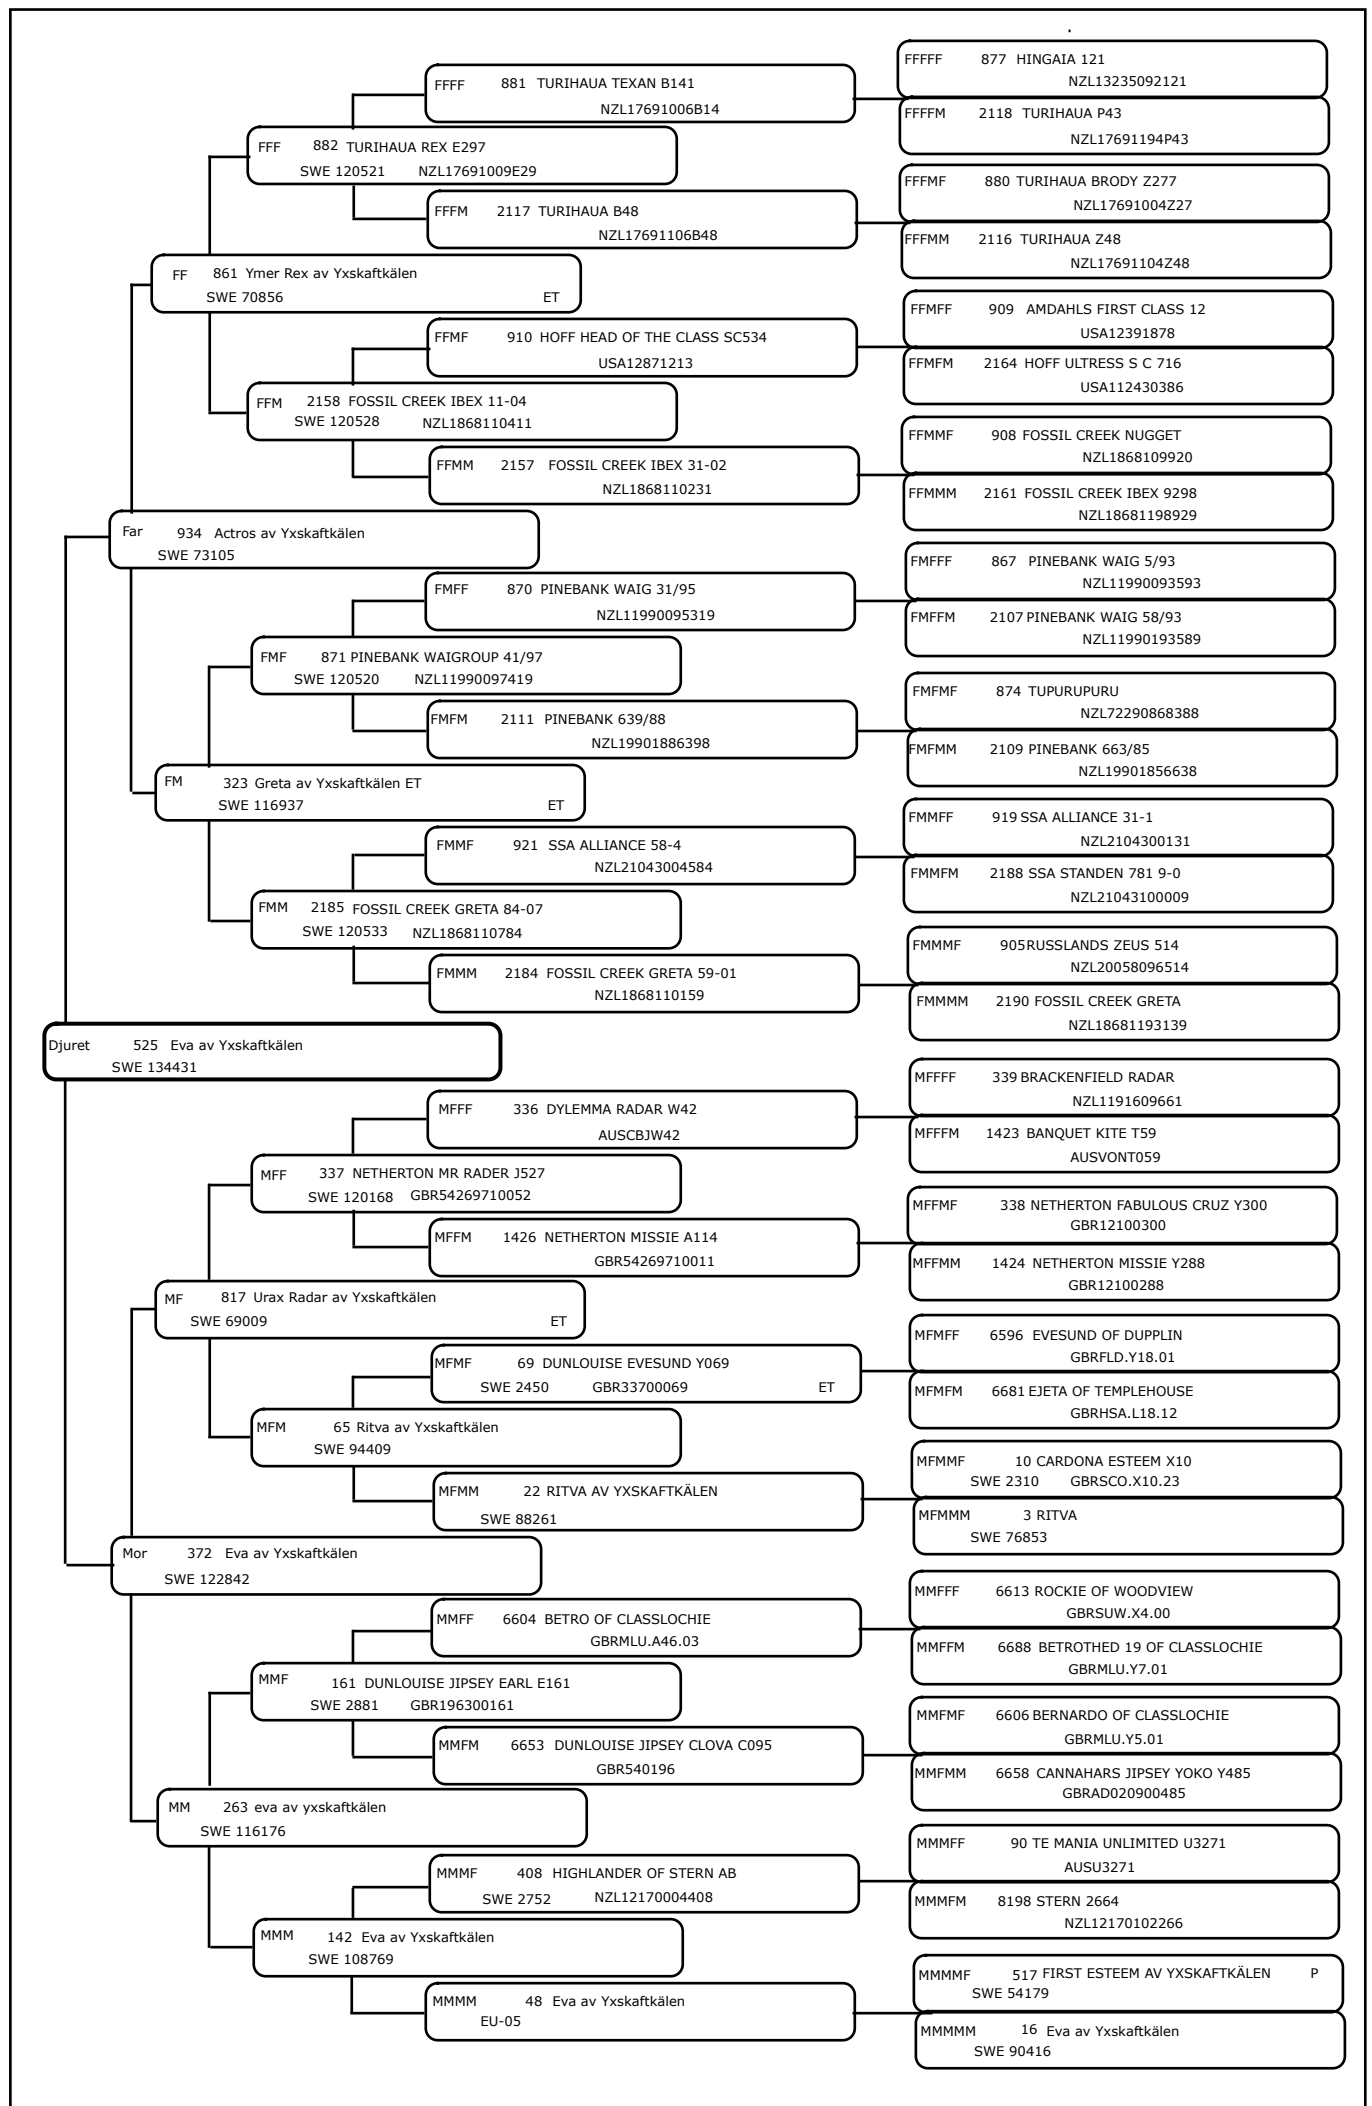 FFFFF 877 HINGAIA 121
NZL13235092121
FFFF 881 TURIHAUA TEXAN B141
NZL17691006B14
FFFFM 2118 TURIHAUA P43
NZL17691194P43
FFF 882 TURIHAUA REX E297
SWE 120521 NZL17691009E29
FFFMF 880 TURIHAUA BRODY Z277
NZL17691004Z27
FFFM 2117 TURIHAUA B48
NZL17691106B48
FFFMM 2116 TURIHAUA Z48
NZL17691104Z48
FF 861 Ymer Rex av Yxskaftkälen
SWE 70856 ET
FFMFF 909 AMDAHLS FIRST CLASS 12
USA12391878
FFMF 910 HOFF HEAD OF THE CLASS SC534
USA12871213
FFMFM 2164 HOFF ULTRESS S C 716
USA112430386
FFM 2158 FOSSIL CREEK IBEX 11-04
SWE 120528 NZL1868110411
FFMMF 908 FOSSIL CREEK NUGGET
NZL1868109920
FFMM 2157 FOSSIL CREEK IBEX 31-02
NZL1868110231
FFMMM 2161 FOSSIL CREEK IBEX 9298
NZL18681198929
Far 934 Actros av Yxskaftkälen
SWE 73105
FMFFF 867 PINEBANK WAIG 5/93
NZL11990093593
FMFF 870 PINEBANK WAIG 31/95
NZL11990095319
FMFFM 2107 PINEBANK WAIG 58/93
NZL11990193589
FMF 871 PINEBANK WAIGROUP 41/97
SWE 120520 NZL11990097419
FMFMF 874 TUPURUPURU
NZL72290868388
FMFM 2111 PINEBANK 639/88
NZL19901886398
FMFMM 2109 PINEBANK 663/85
NZL19901856638
FM 323 Greta av Yxskaftkälen ET
SWE 116937 ET
FMMFF 919 SSA ALLIANCE 31-1
NZL2104300131
FMMF 921 SSA ALLIANCE 58-4
NZL21043004584
FMMFM 2188 SSA STANDEN 781 9-0
NZL21043100009
FMM 2185 FOSSIL CREEK GRETA 84-07
SWE 120533 NZL1868110784
FMMMF 905 RUSSLANDS ZEUS 514
NZL20058096514
FMMM 2184 FOSSIL CREEK GRETA 59-01
NZL1868110159
FMMMM 2190 FOSSIL CREEK GRETA
NZL18681193139
Djuret 525 Eva av Yxskaftkälen
SWE 134431
MFFFF 339 BRACKENFIELD RADAR
NZL1191609661
MFFF 336 DYLEMMA RADAR W42
AUSCBJW42
MFFFM 1423 BANQUET KITE T59
AUSVONT059
MFF 337 NETHERTON MR RADER J527
SWE 120168 GBR54269710052
MFFMF 338 NETHERTON FABULOUS CRUZ Y300
GBR12100300
MFFM 1426 NETHERTON MISSIE A114
GBR54269710011
MFFMM 1424 NETHERTON MISSIE Y288
GBR12100288
MF 817 Urax Radar av Yxskaftkälen
SWE 69009 ET
MFMFF 6596 EVESUND OF DUPPLIN
GBRFLD.Y18.01
MFMF 69 DUNLOUISE EVESUND Y069
SWE 2450 GBR33700069 ET
MFMFM 6681 EJETA OF TEMPLEHOUSE
GBRHSA.L18.12
MFM 65 Ritva av Yxskaftkälen
SWE 94409
MFMMF 10 CARDONA ESTEEM X10
SWE 2310 GBRSCO.X10.23
MFMM 22 RITVA AV YXSKAFTKÄLEN
SWE 88261
MFMMM 3 RITVA
SWE 76853
Mor 372 Eva av Yxskaftkälen
SWE 122842
MMFFF 6613 ROCKIE OF WOODVIEW
GBRSUW.X4.00
MMFF 6604 BETRO OF CLASSLOCHIE
GBRMLU.A46.03
MMFFM 6688 BETROTHED 19 OF CLASSLOCHIE
GBRMLU.Y7.01
MMF 161 DUNLOUISE JIPSEY EARL E161
SWE 2881 GBR196300161
MMFMF 6606 BERNARDO OF CLASSLOCHIE
GBRMLU.Y5.01
MMFM 6653 DUNLOUISE JIPSEY CLOVA C095
GBR540196
MMFMM 6658 CANNAHARS JIPSEY YOKO Y485
GBRAD020900485
MM 263 eva av yxskaftkälen
SWE 116176
MMMFF 90 TE MANIA UNLIMITED U3271
AUSU3271
MMMF 408 HIGHLANDER OF STERN AB
SWE 2752 NZL12170004408
MMMFM 8198 STERN 2664
NZL12170102266
MMM 142 Eva av Yxskaftkälen
SWE 108769
MMMMF 517 FIRST ESTEEM AV YXSKAFTKÄLEN P
SWE 54179
MMMM 48 Eva av Yxskaftkälen
EU-05
MMMMM 16 Eva av Yxskaftkälen
SWE 90416